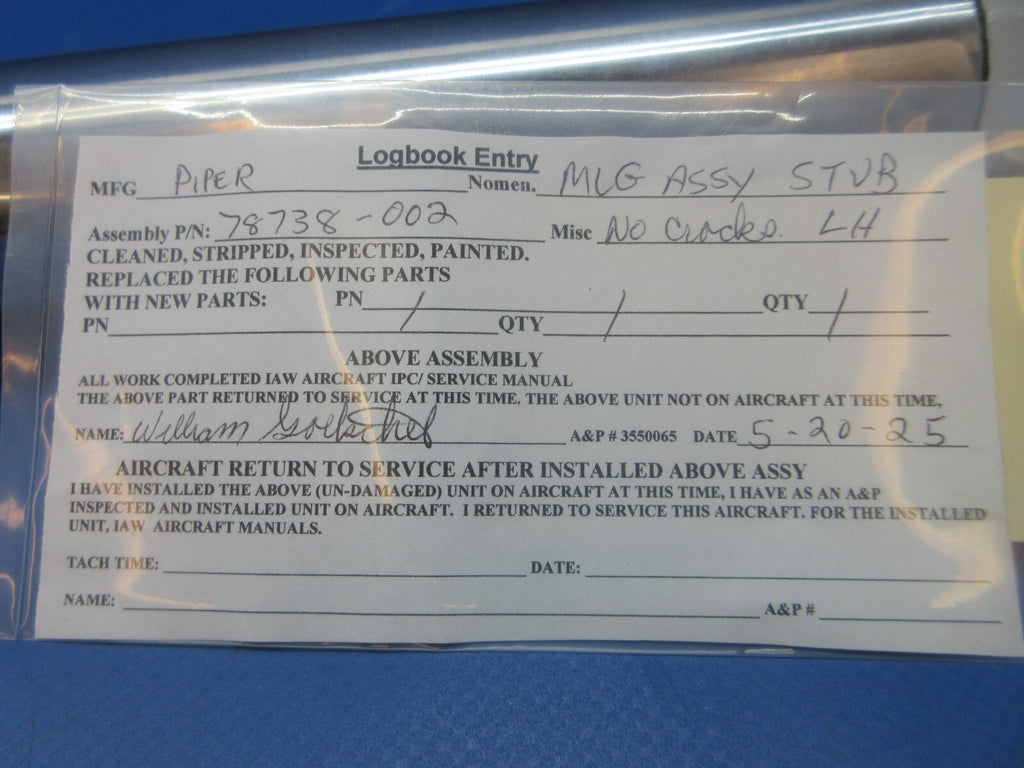 Logbook Entry
MFG PIPER Nomen. MLG ASSY STUB
Assembly P/N: 78738-002 Misc No Cracks. LH
CLEANED, STRIPPED, INSPECTED, PAINTED.
REPLACED THE FOLLOWING PARTS
WITH NEW PARTS: PN / QTY /
PN / QTY
ABOVE ASSEMBLY
ALL WORK COMPLETED IAW AIRCRAFT IPC/ SERVICE MANUAL
THE ABOVE PART RETURNED TO SERVICE AT THIS TIME. THE ABOVE UNIT NOT ON AIRCRAFT AT THIS TIME,
NAME: William A&P # 3550065 DATE 5-20-25
AIRCRAFT RETURN TO SERVICE AFTER INSTALLED ABOVE ASSY
I HAVE INSTALLED THE ABOVE (UN-DAMAGED) UNIT ON AIRCRAFT AT THIS TIME, I HAVE AS AN A&P
INSPECTED AND INSTALLED UNIT ON AIRCRAFT. I RETURNED TO SERVICE THIS AIRCRAFT. FOR THE INSTALLED
UNIT, IAW AIRCRAFT MANUALS.
TACH TIME: DATE:
NAME: A&P #